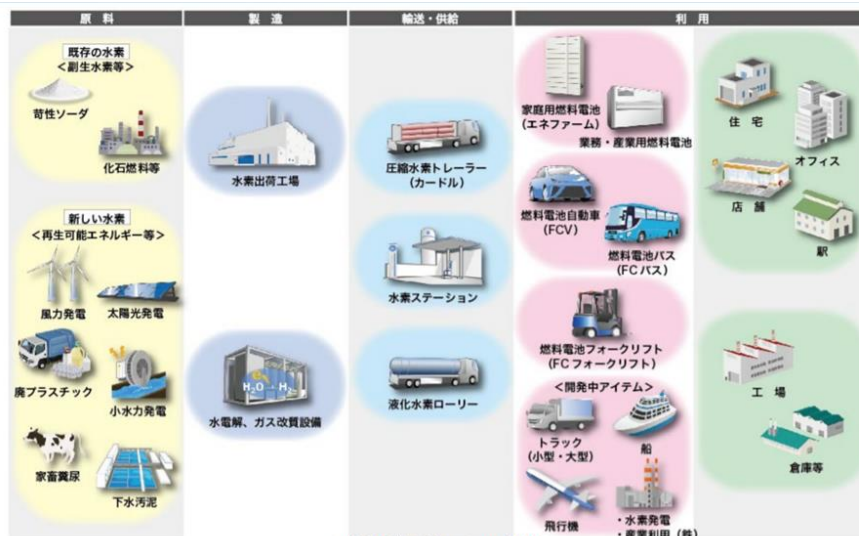 原料
製造
輸送・供給
利用
既存の水素
＜副生水素等＞
苛性ソーダ
化石燃料等
新しい水素
＜再生可能エネルギー等＞
風力発電
太陽光発電
廃プラスチック
小水力発電
家畜糞尿
下水汚泥
水素出荷工場
H₂O→H₂
水電解、ガス改質設備
圧縮水素トレーラー
(カードル)
水素ステーション
液化水素ローリー
家庭用燃料電池
(エネファーム)
業務・産業用燃料電池
燃料電池自動車
(FCV)
燃料電池バス
(FCバス)
燃料電池フォークリフト
(FCフォークリフト)
＜開発中アイテム＞
トラック
(小型・大型)
船
飛行機
・水素発電
・産業利用（鉄）
住宅
オフィス
店舗
駅
工場
倉庫等